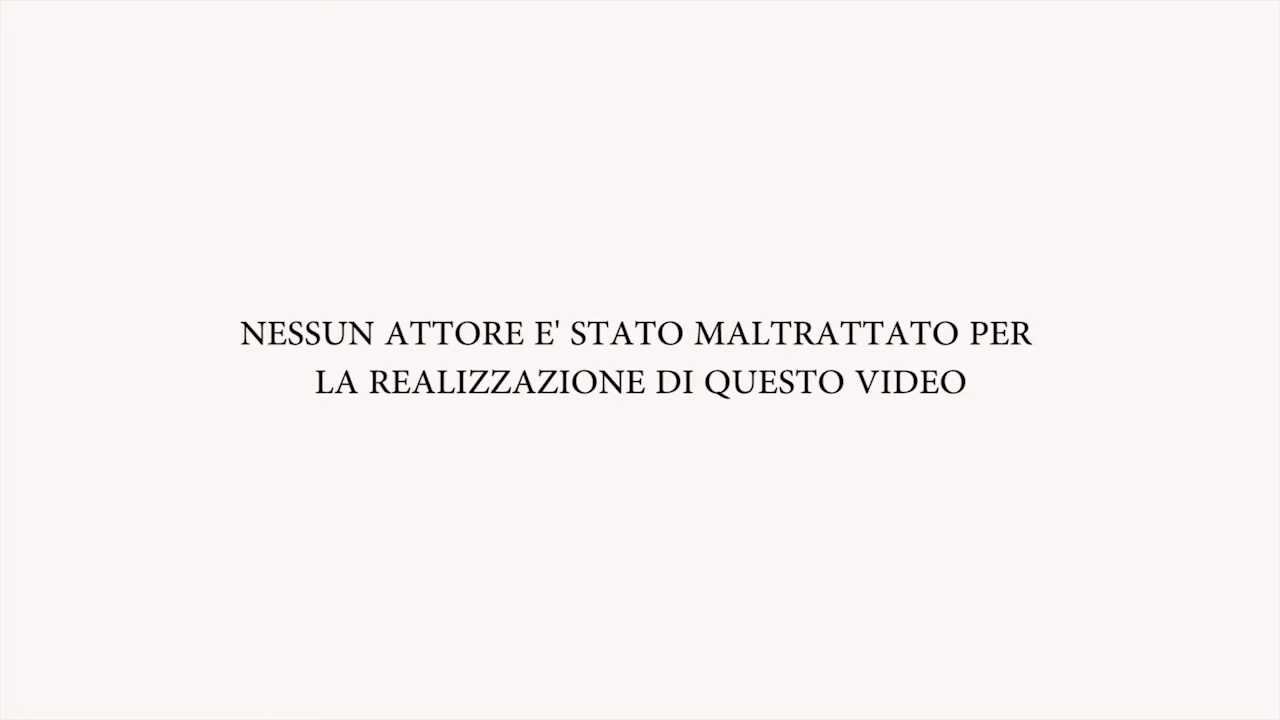 NESSUN ATTORE E' STATO MALTRATTATO PER
LA REALIZZAZIONE DI QUESTO VIDEO